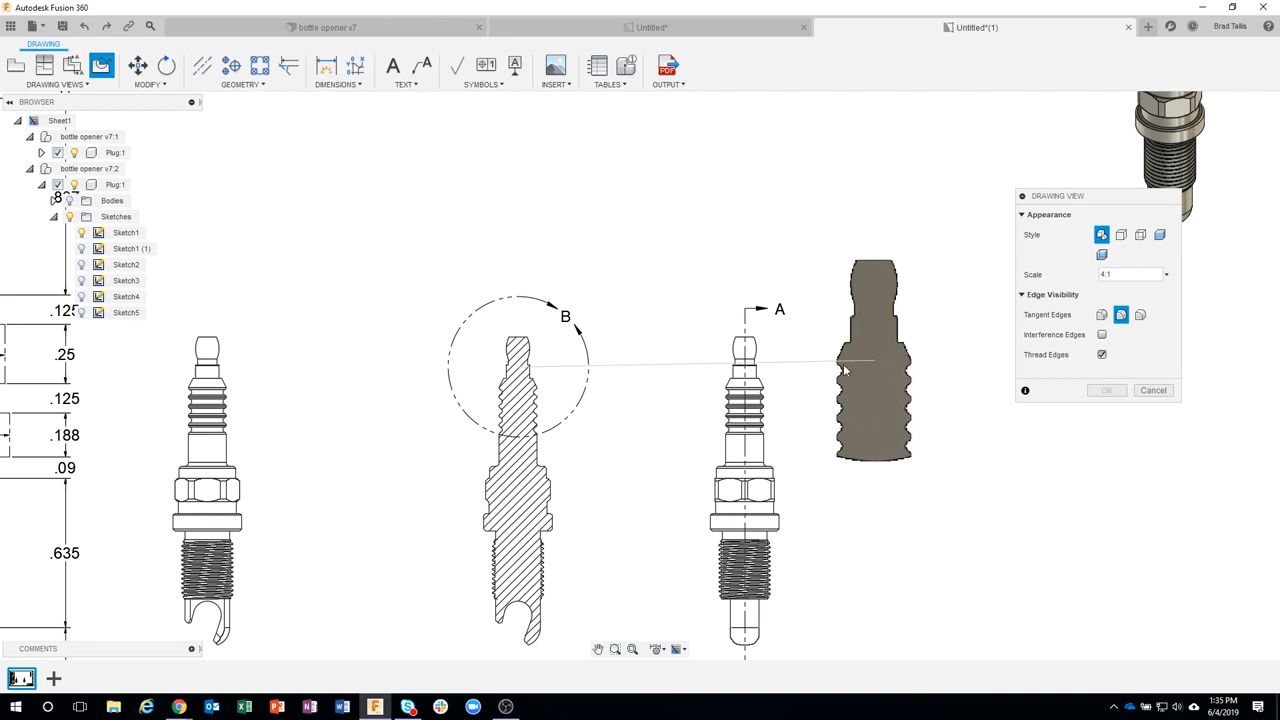 Autodesk Fusion 360
bottle opener v7
Untitled*
Untitled*(1)
Brad Tallis
DRAWING
DRAWING VIEWS
MODIFY
GEOMETRY
DIMENSIONS
TEXT
SYMBOLS
INSERT
TABLES
OUTPUT
PDF
BROWSER
Sheet1
bottle opener v7:1
Plug:1
bottle opener v7:2
Plug:1
Bodies
Sketches
Sketch1
Sketch1 (1)
Sketch2
Sketch3
Sketch4
Sketch5
.125
.25
.125
.188
.09
.635
B
A
DRAWING VIEW
Appearance
Style
Scale
4:1
Edge Visibility
Tangent Edges
Interference Edges
Thread Edges
OK
Cancel
COMMENTS
1:35 PM
6/4/2019